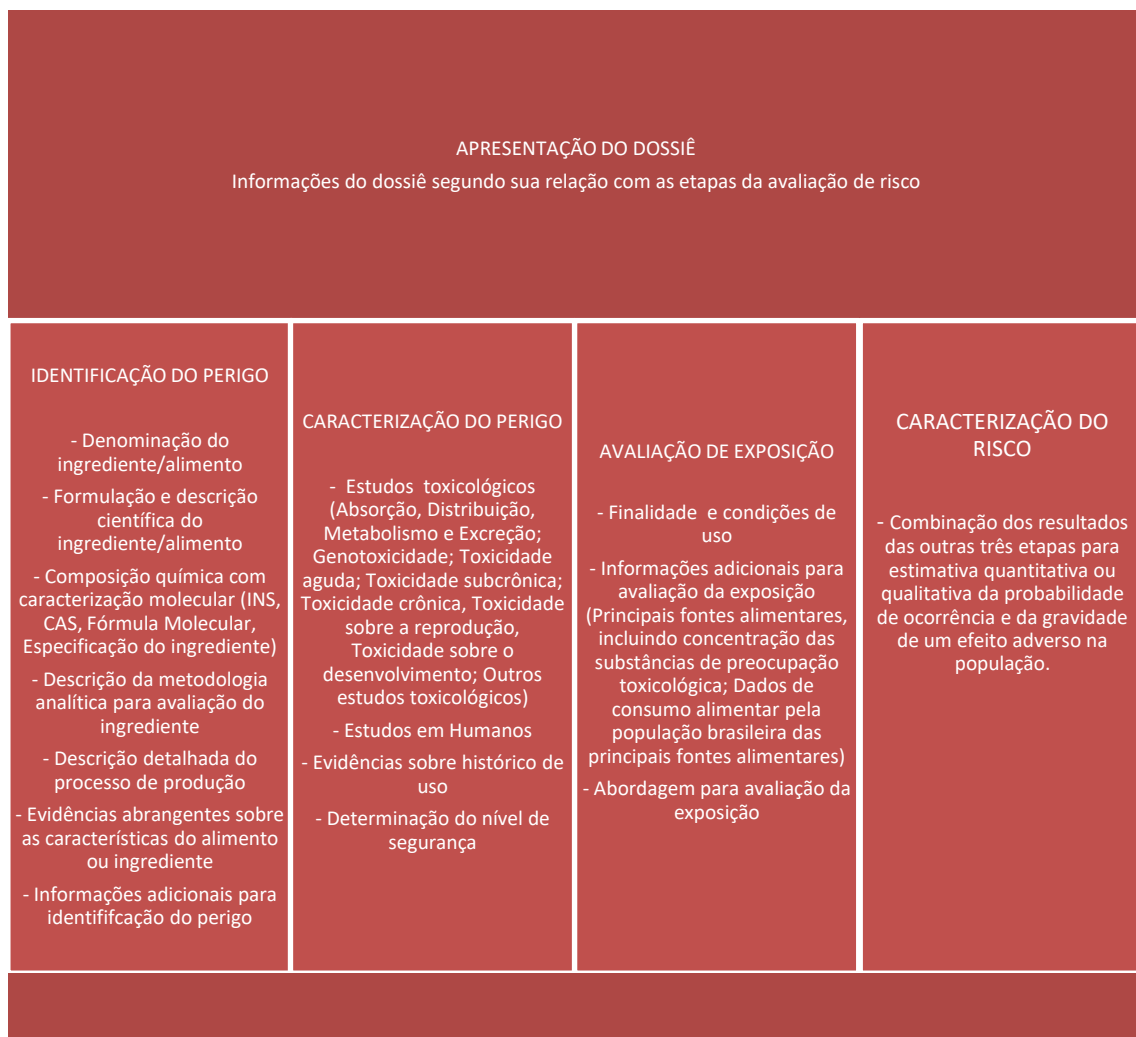 APRESENTAÇÃO DO DOSSIÊ
Informações do dossiê segundo sua relação com as etapas da avaliação de risco
IDENTIFICAÇÃO DO PERIGO
- Denominação do
ingrediente/alimento
- Formulação e descrição
científica do
ingrediente/alimento
- Composição química com
caracterização molecular (INS,
CAS, Fórmula Molecular,
Especificação do ingrediente)
- Descrição da metodologia
analítica para avaliação do
ingrediente
- Descrição detalhada do
processo de produção
- Evidências abrangentes sobre
as características do alimento
ou ingrediente
- Informações adicionais para
identififcação do perigo
CARACTERIZAÇÃO DO PERIGO
- Estudos toxicológicos
(Absorção, Distribuição,
Metabolismo e Excreção;
Genotoxicidade; Toxicidade
aguda; Toxicidade subcrônica;
Toxicidade crônica, Toxicidade
sobre a reprodução,
Toxicidade sobre o
desenvolvimento; Outros
estudos toxicológicos)
- Estudos em Humanos
- Evidências sobre histórico de
uso
- Determinação do nível de
segurança
AVALIAÇÃO DE EXPOSIÇÃO
- Finalidade e condições de
uso
- Informações adicionais para
avaliação da exposição
(Principais fontes alimentares,
incluindo concentração das
substâncias de preocupação
toxicológica; Dados de
consumo alimentar pela
população brasileira das
principais fontes alimentares)
- Abordagem para avaliação da
exposição
CARACTERIZAÇÃO DO
RISCO
- Combinação dos resultados
das outras três etapas para
estimativa quantitativa ou
qualitativa da probabilidade
de ocorrência e da gravidade
de um efeito adverso na
população.